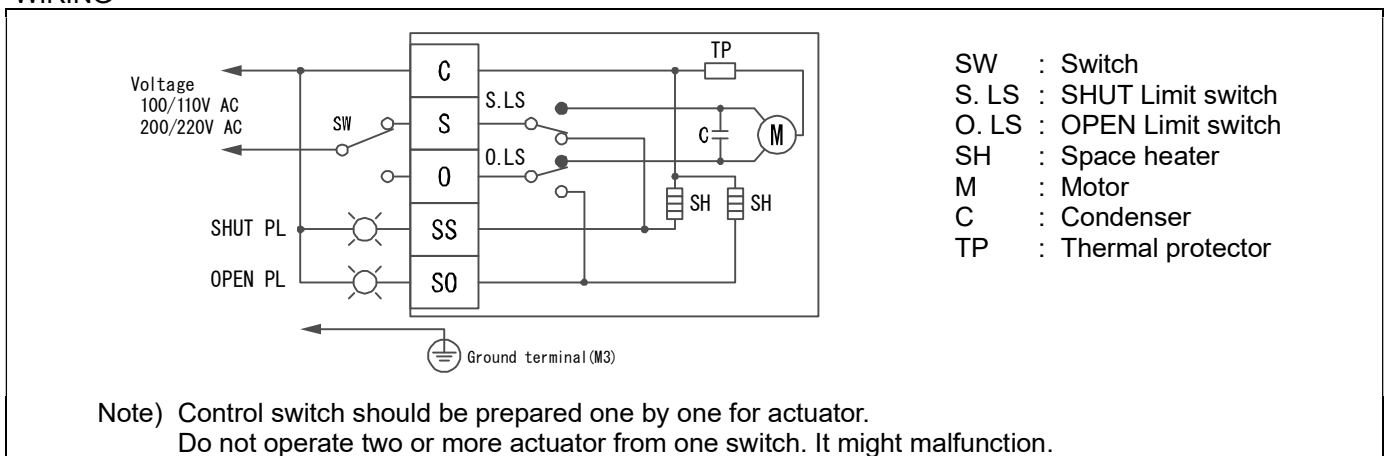 WIRING
Voltage
100/110V AC
200/220V AC
SW
C
S
O
SS
SO
S.LS
O.LS
TP
C
M
SH
SH
SHUT PL
OPEN PL
Ground terminal(M3)
SW : Switch
S. LS : SHUT Limit switch
O. LS : OPEN Limit switch
SH : Space heater
M : Motor
C : Condenser
TP : Thermal protector
Note) Control switch should be prepared one by one for actuator.
Do not operate two or more actuator from one switch. It might malfunction.